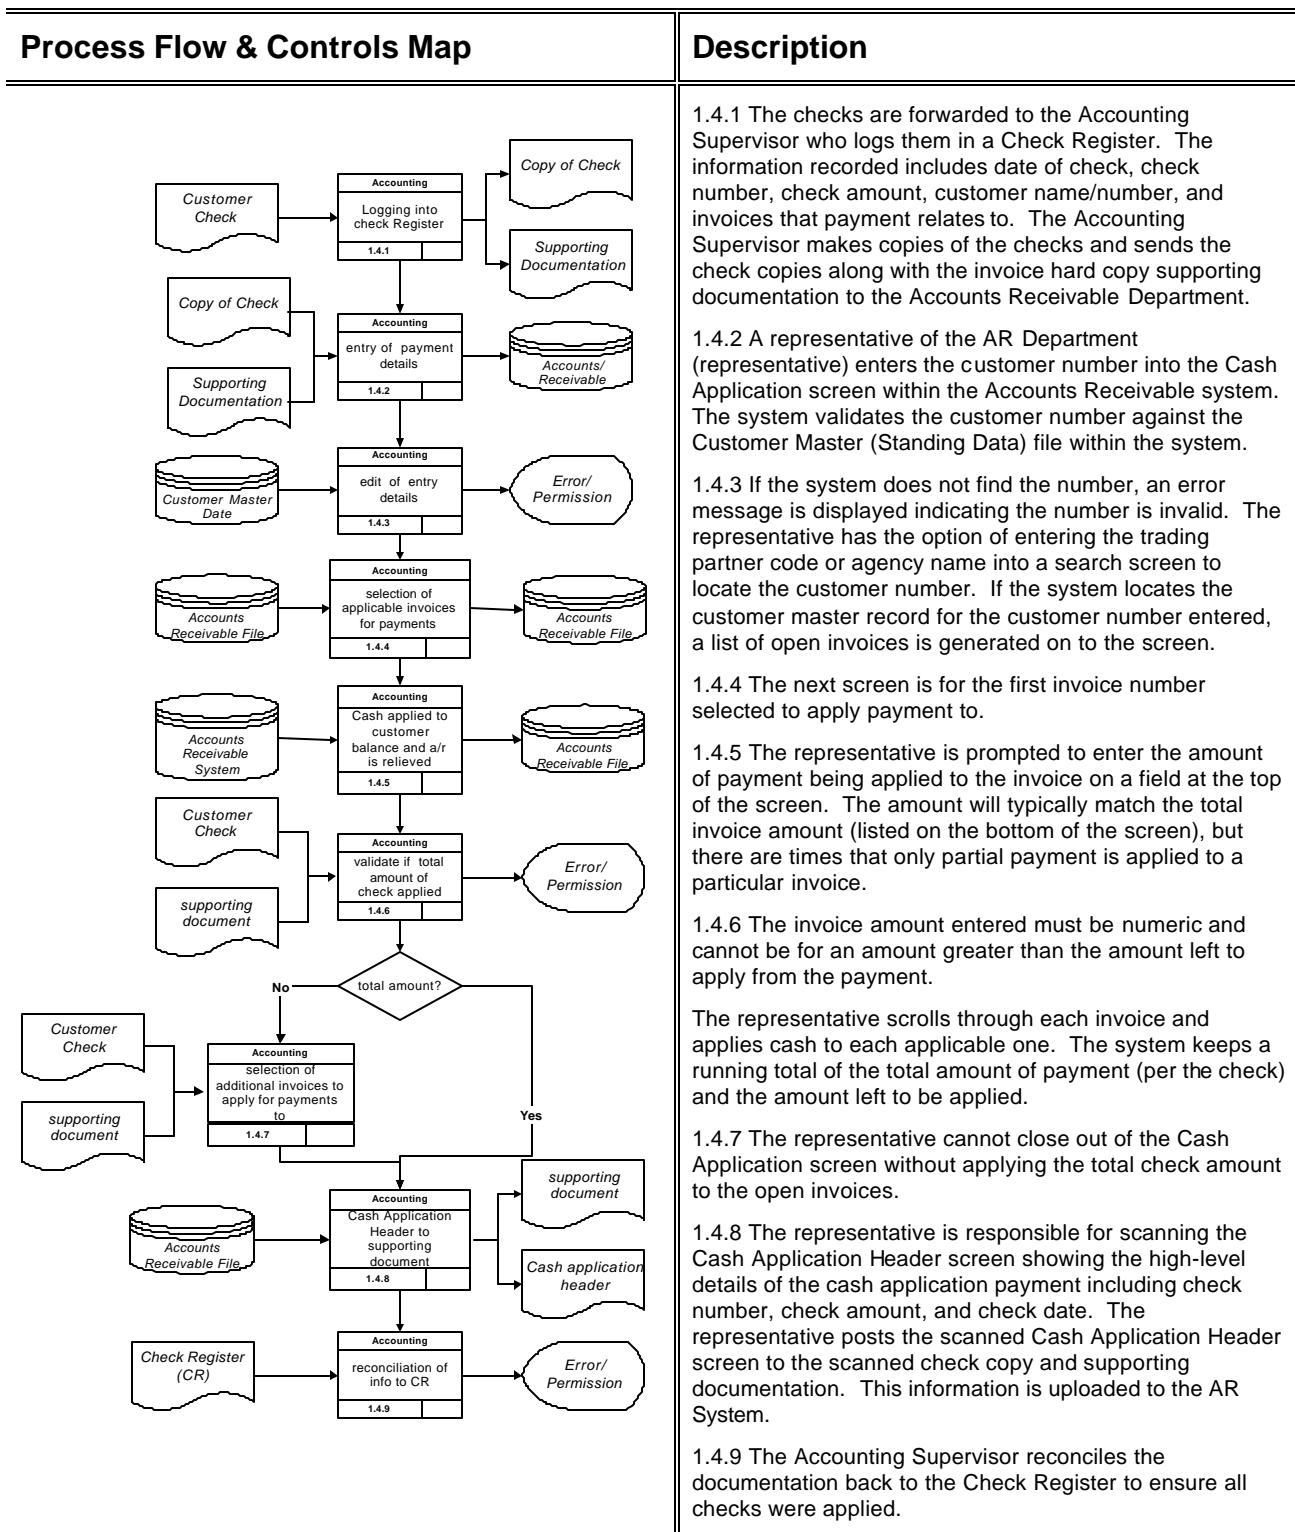 Process Flow & Controls Map
Description
Customer
Check
Accounting
Logging into
check Register
1.4.1
Copy of Check
Supporting
Documentation
Copy of Check
Supporting
Documentation
Accounting
entry of payment
details
1.4.2
Accounts/
Receivable
Customer Master
Date
Accounting
edit of entry
details
1.4.3
Error/
Permission
Accounts
Receivable File
Accounting
selection of
applicable invoices
for payments
1.4.4
Accounts
Receivable File
Accounts
Receivable
System
Accounting
Cash applied to
customer
balance and a/r
is relieved
1.4.5
Accounts
Receivable File
Customer
Check
supporting
document
Accounting
validate if total
amount of
check applied
1.4.6
Error/
Permission
total amount?
No
Yes
Customer
Check
supporting
document
Accounting
selection of
additional invoices to
apply for payments
to
1.4.7
Accounts
Receivable File
Accounting
Cash Application
Header to
supporting
document
1.4.8
supporting
document
Cash application
header
Check Register
(CR)
Accounting
reconciliation of
info to CR
1.4.9
Error/
Permission
1.4.1 The checks are forwarded to the Accounting
Supervisor who logs them in a Check Register. The
information recorded includes date of check, check
number, check amount, customer name/number, and
invoices that payment relates to. The Accounting
Supervisor makes copies of the checks and sends the
check copies along with the invoice hard copy supporting
documentation to the Accounts Receivable Department.
1.4.2 A representative of the AR Department
(representative) enters the customer number into the Cash
Application screen within the Accounts Receivable system.
The system validates the customer number against the
Customer Master (Standing Data) file within the system.
1.4.3 If the system does not find the number, an error
message is displayed indicating the number is invalid. The
representative has the option of entering the trading
partner code or agency name into a search screen to
locate the customer number. If the system locates the
customer master record for the customer number entered,
a list of open invoices is generated on to the screen.
1.4.4 The next screen is for the first invoice number
selected to apply payment to.
1.4.5 The representative is prompted to enter the amount
of payment being applied to the invoice on a field at the top
of the screen. The amount will typically match the total
invoice amount (listed on the bottom of the screen), but
there are times that only partial payment is applied to a
particular invoice.
1.4.6 The invoice amount entered must be numeric and
cannot be for an amount greater than the amount left to
apply from the payment.
The representative scrolls through each invoice and
applies cash to each applicable one. The system keeps a
running total of the total amount of payment (per the check)
and the amount left to be applied.
1.4.7 The representative cannot close out of the Cash
Application screen without applying the total check amount
to the open invoices.
1.4.8 The representative is responsible for scanning the
Cash Application Header screen showing the high-level
details of the cash application payment including check
number, check amount, and check date. The
representative posts the scanned Cash Application Header
screen to the scanned check copy and supporting
documentation. This information is uploaded to the AR
System.
1.4.9 The Accounting Supervisor reconciles the
documentation back to the Check Register to ensure all
checks were applied.